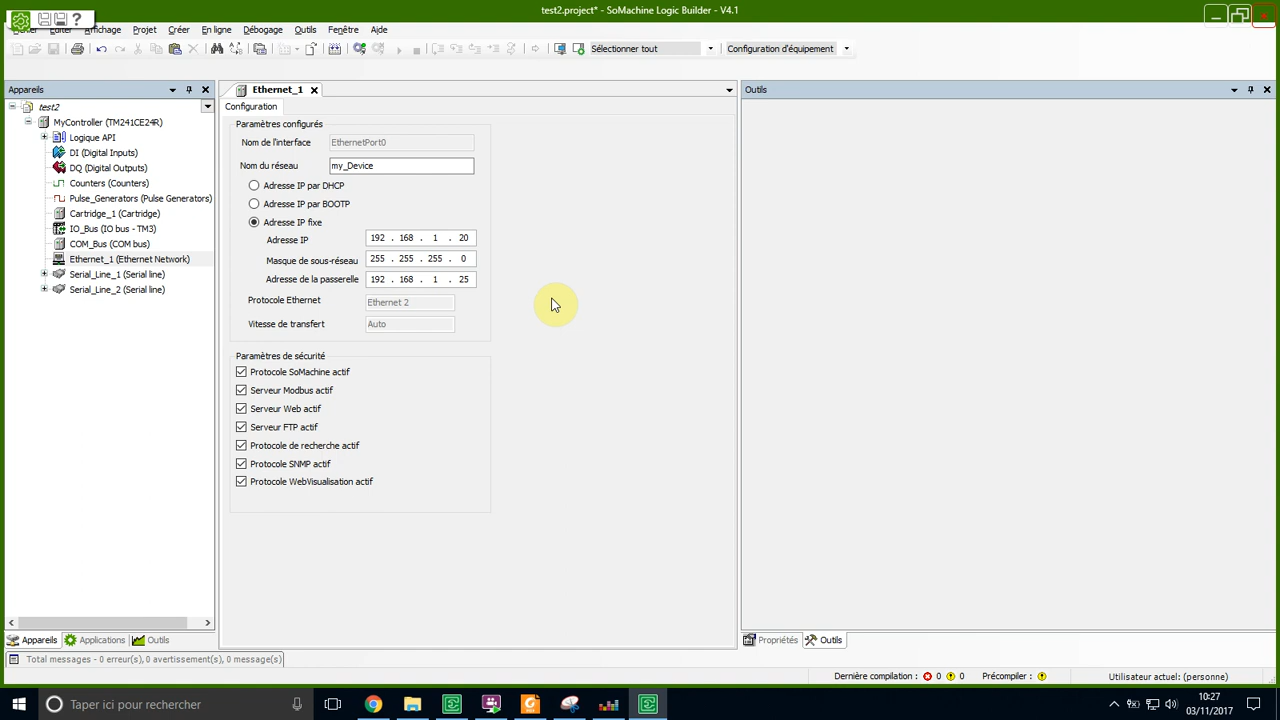 test2.project* - SoMachine Logic Builder - V4.1
Affichage Projet Créer En ligne Débogage Outils Fenêtre Aide
Sélectionner tout Configuration d'équipement
Appareils
test2
MyController (TM241CE24R)
Logique API
DI (Digital Inputs)
DQ (Digital Outputs)
Counters (Counters)
Pulse_Generators (Pulse Generators)
Cartridge_1 (Cartridge)
IO_Bus (IO bus - TM3)
COM_Bus (COM bus)
Ethernet_1 (Ethernet Network)
Serial_Line_1 (Serial line)
Serial_Line_2 (Serial line)
Appareils Applications Outils
Ethernet_1
Configuration
Paramètres configurés
Nom de l'interface EthernetPort0
Nom du réseau my_Device
Adresse IP par DHCP
Adresse IP par BOOTP
Adresse IP fixe
Adresse IP 192 . 168 . 1 . 20
Masque de sous-réseau 255 . 255 . 255 . 0
Adresse de la passerelle 192 . 168 . 1 . 25
Protocole Ethernet Ethernet 2
Vitesse de transfert Auto
Paramètres de sécurité
Protocole SoMachine actif
Serveur Modbus actif
Serveur Web actif
Serveur FTP actif
Protocole de recherche actif
Protocole SNMP actif
Protocole WebVisualisation actif
Outils
Propriétés Outils
Total messages - 0 erreur(s), 0 avertissement(s), 0 message(s)
Dernière compilation : 0 0 Précompiler : Utilisateur actuel: (personne)
Taper ici pour rechercher
10:27
03/11/2017